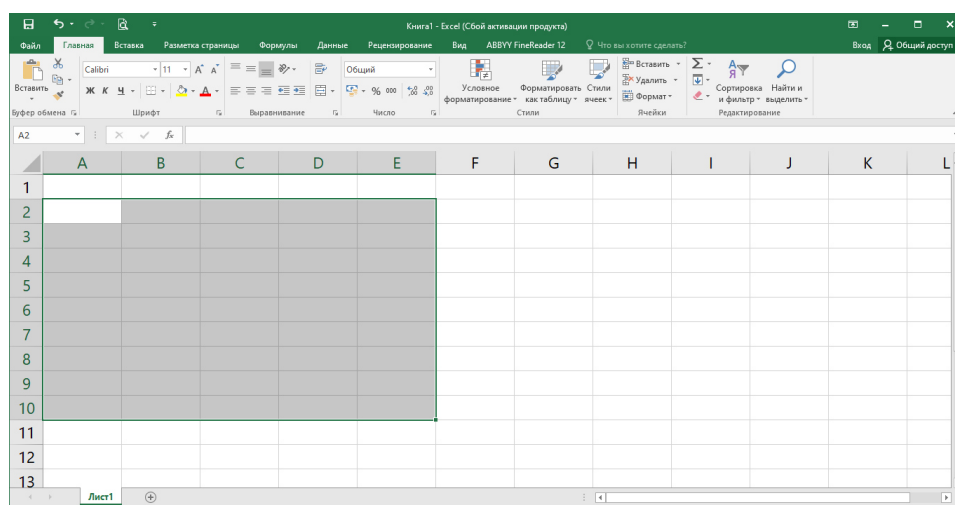 Книга1 - Excel (Сбой активации продукта)
Файл Главная Вставка Разметка страницы Формулы Данные Рецензирование Вид ABBYY FineReader 12 Что вы хотите сделать? Вход Общий доступ
Вставить
Буфер обмена
Calibri 11
Ж К Ч
Шрифт
Выравнивание
Общий
% 000
Число
Условное форматирование
Форматировать как таблицу
Стили ячеек
Стили
Вставить
Удалить
Формат
Ячейки
Сортировка и фильтр
Найти и выделить
Редактирование
A2 fx
A B C D E F G H I J K L
1
2
3
4
5
6
7
8
9
10
11
12
13
Лист1